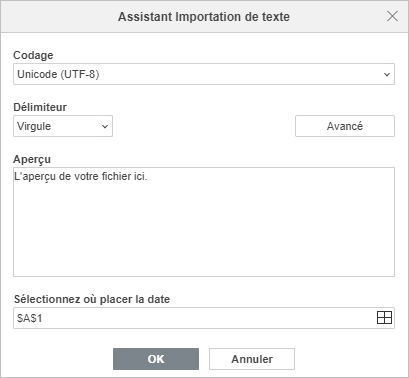 Assistant Importation de texte
Codage
Unicode (UTF-8)
Délimiteur
Virgule
Avancé
Aperçu
L'aperçu de votre fichier ici.
Sélectionnez où placer la date
$A$1
OK
Annuler